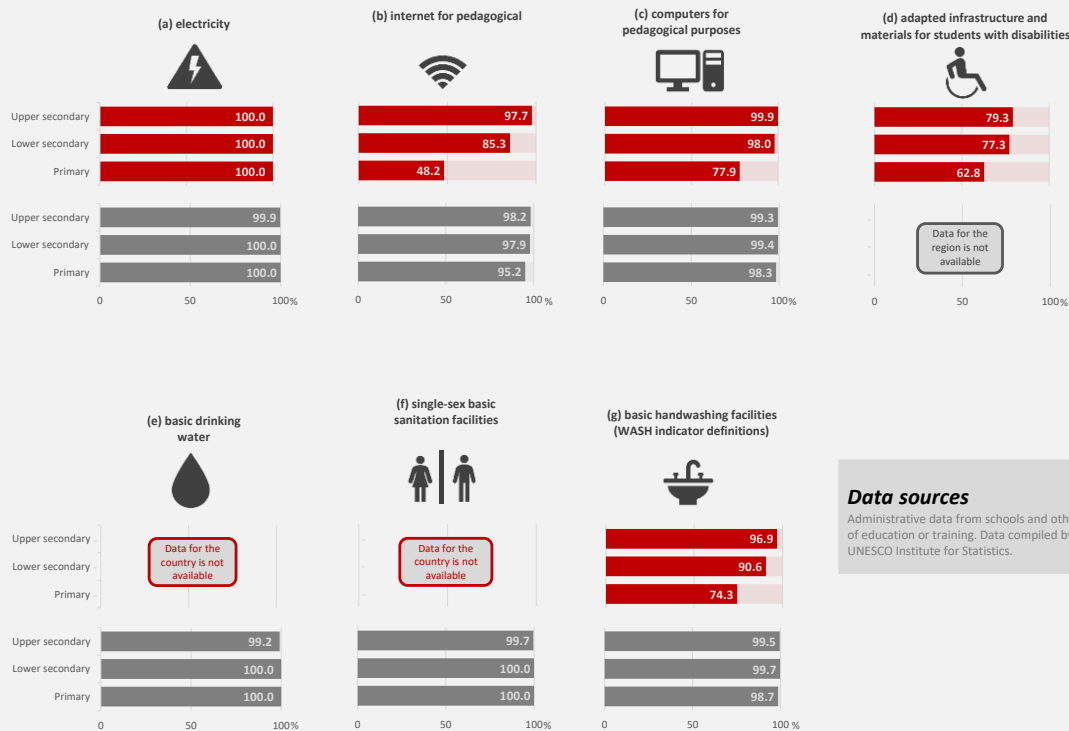 (a) electricity
(b) internet for pedagogical
(c) computers for
pedagogical purposes
(d) adapted infrastructure and
materials for students with disabilities
Upper secondary
Lower secondary
Primary
100.0
100.0
100.0
97.7
85.3
48.2
99.9
98.0
77.9
79.3
77.3
62.8
Upper secondary
Lower secondary
Primary
99.9
100.0
100.0
98.2
97.9
95.2
99.3
99.4
98.3
Data for the
region is not
available
0 50 100%
0 50 100 %
0 50 100 %
0 50 100%
(e) basic drinking
water
(f) single-sex basic
sanitation facilities
(g) basic handwashing facilities
(WASH indicator definitions)
Upper secondary
Lower secondary
Primary
Data for the
country is not
available
Data for the
country is not
available
96.9
90.6
74.3
Upper secondary
Lower secondary
Primary
99.2
100.0
100.0
99.7
100.0
100.0
99.5
99.7
98.7
0 50 100%
0 50 100 %
0 50 100 %
Data sources
Administrative data from schools and oth
of education or training. Data compiled by
UNESCO Institute for Statistics.